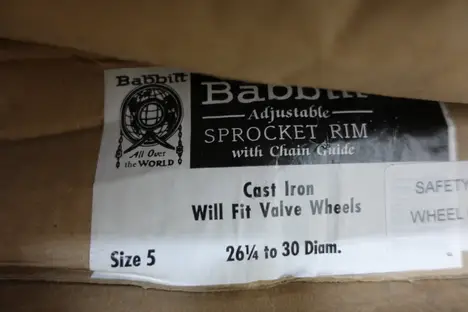 Babbitt
All Over
the WORLD
Babbitt
Adjustable
SPROCKET RIM
with Chain Guide
Cast Iron
Will Fit Valve Wheels
Size 5
26¼ to 30 Diam.
SAFETY
WHEEL